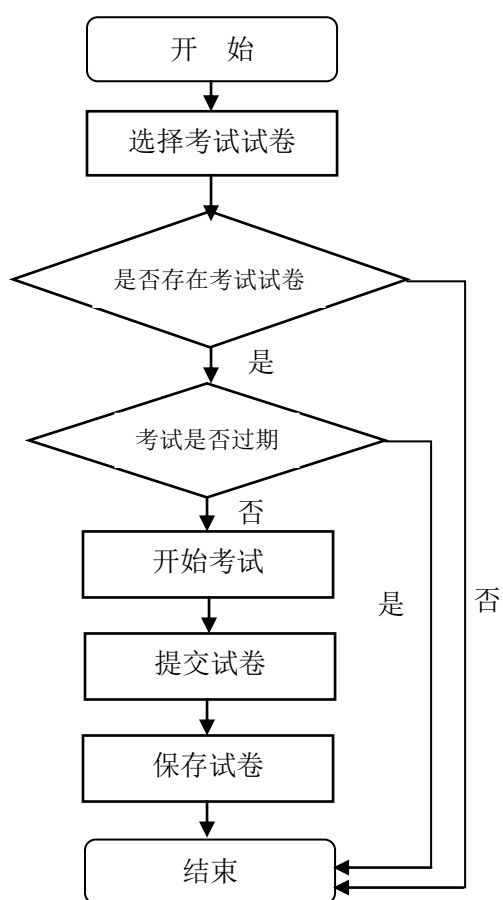 开 始
选择考试试卷
是否存在考试试卷
是
考试是否过期
否
开始考试
是
否
提交试卷
保存试卷
结束